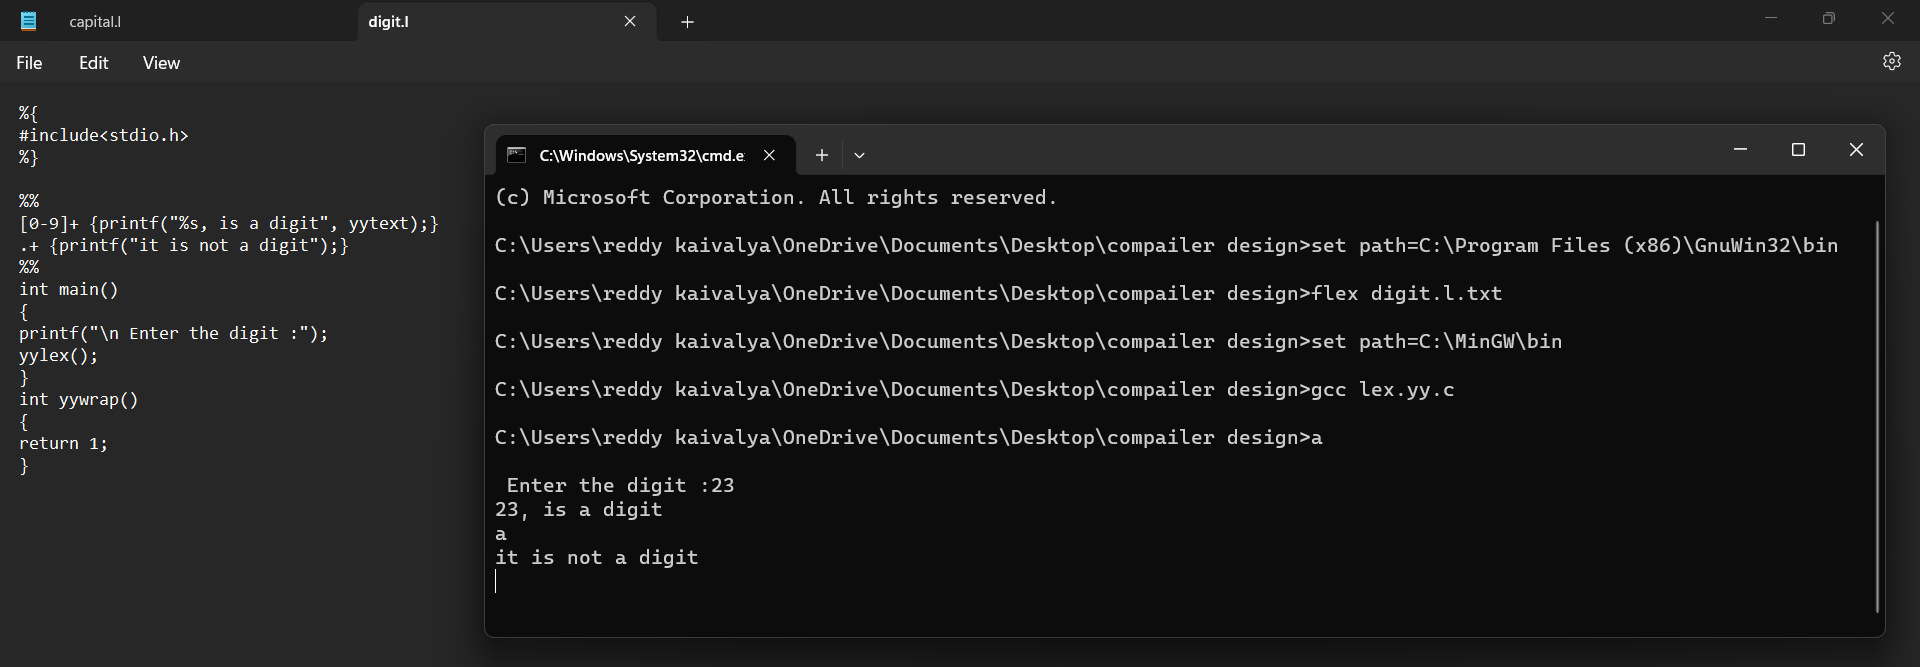 capital.l
digit.l
File Edit View
%{
#include<stdio.h>
%}
%%
[0-9]+ {printf("%s, is a digit", yytext);}
.+ {printf("it is not a digit");}
%%
int main()
{
printf("\n Enter the digit :");
yylex();
}
int yywrap()
{
return 1;
}
C:\Windows\System32\cmd.e
(c) Microsoft Corporation. All rights reserved.
C:\Users\reddy kaivalya\OneDrive\Documents\Desktop\compailer design>set path=C:\Program Files (x86)\GnuWin32\bin
C:\Users\reddy kaivalya\OneDrive\Documents\Desktop\compailer design>flex digit.l.txt
C:\Users\reddy kaivalya\OneDrive\Documents\Desktop\compailer design>set path=C:\MinGW\bin
C:\Users\reddy kaivalya\OneDrive\Documents\Desktop\compailer design>gcc lex.yy.c
C:\Users\reddy kaivalya\OneDrive\Documents\Desktop\compailer design>a
Enter the digit :23
23, is a digit
a
it is not a digit